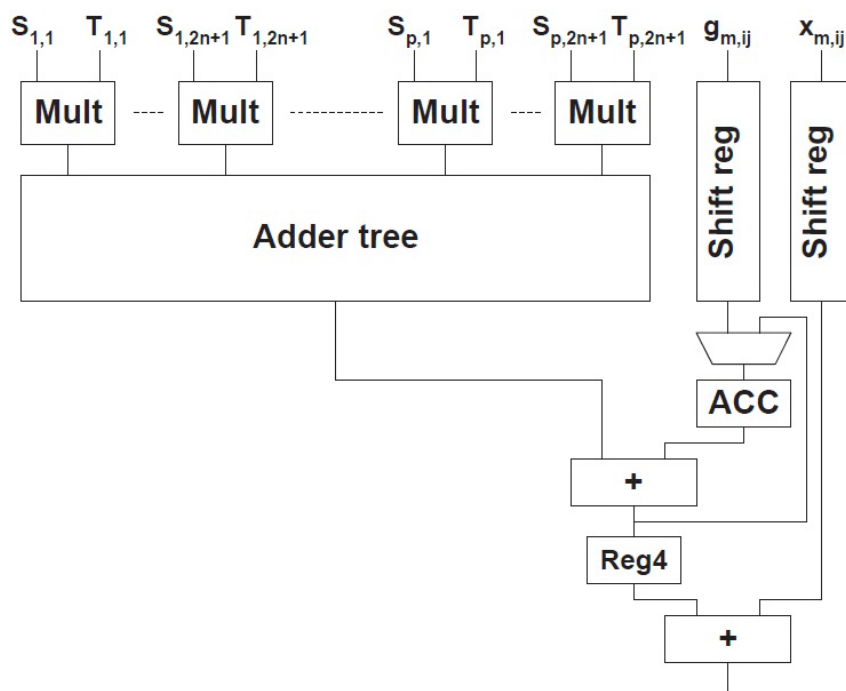 S1,1 T1,1 S1,2n+1 T1,2n+1 Sp,1 Tp,1 Sp,2n+1 Tp,2n+1 gm,ij xm,ij
Mult Mult Mult Mult
Shift reg
Shift reg
Adder tree
ACC
+
Reg4
+